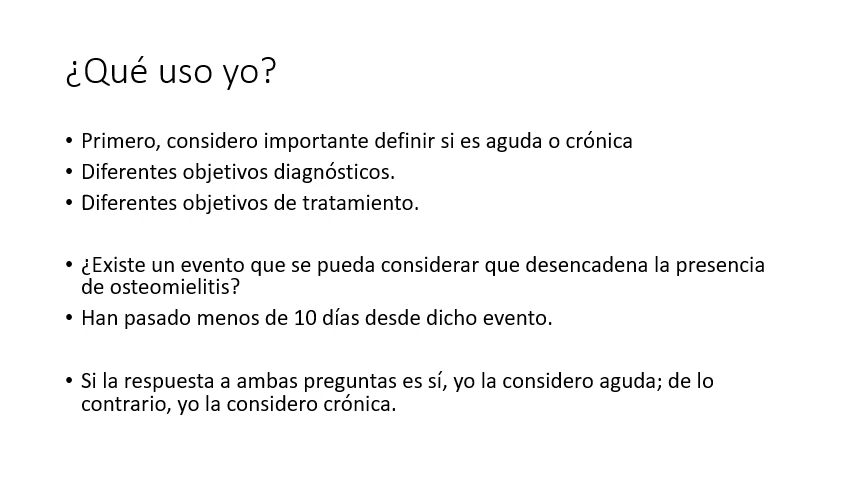 ¿Qué uso yo?
• Primero, considero importante definir si es aguda o crónica
• Diferentes objetivos diagnósticos.
• Diferentes objetivos de tratamiento.
• ¿Existe un evento que se pueda considerar que desencadena la presencia
de osteomielitis?
• Han pasado menos de 10 días desde dicho evento.
• Si la respuesta a ambas preguntas es sí, yo la considero aguda; de lo
contrario, yo la considero crónica.